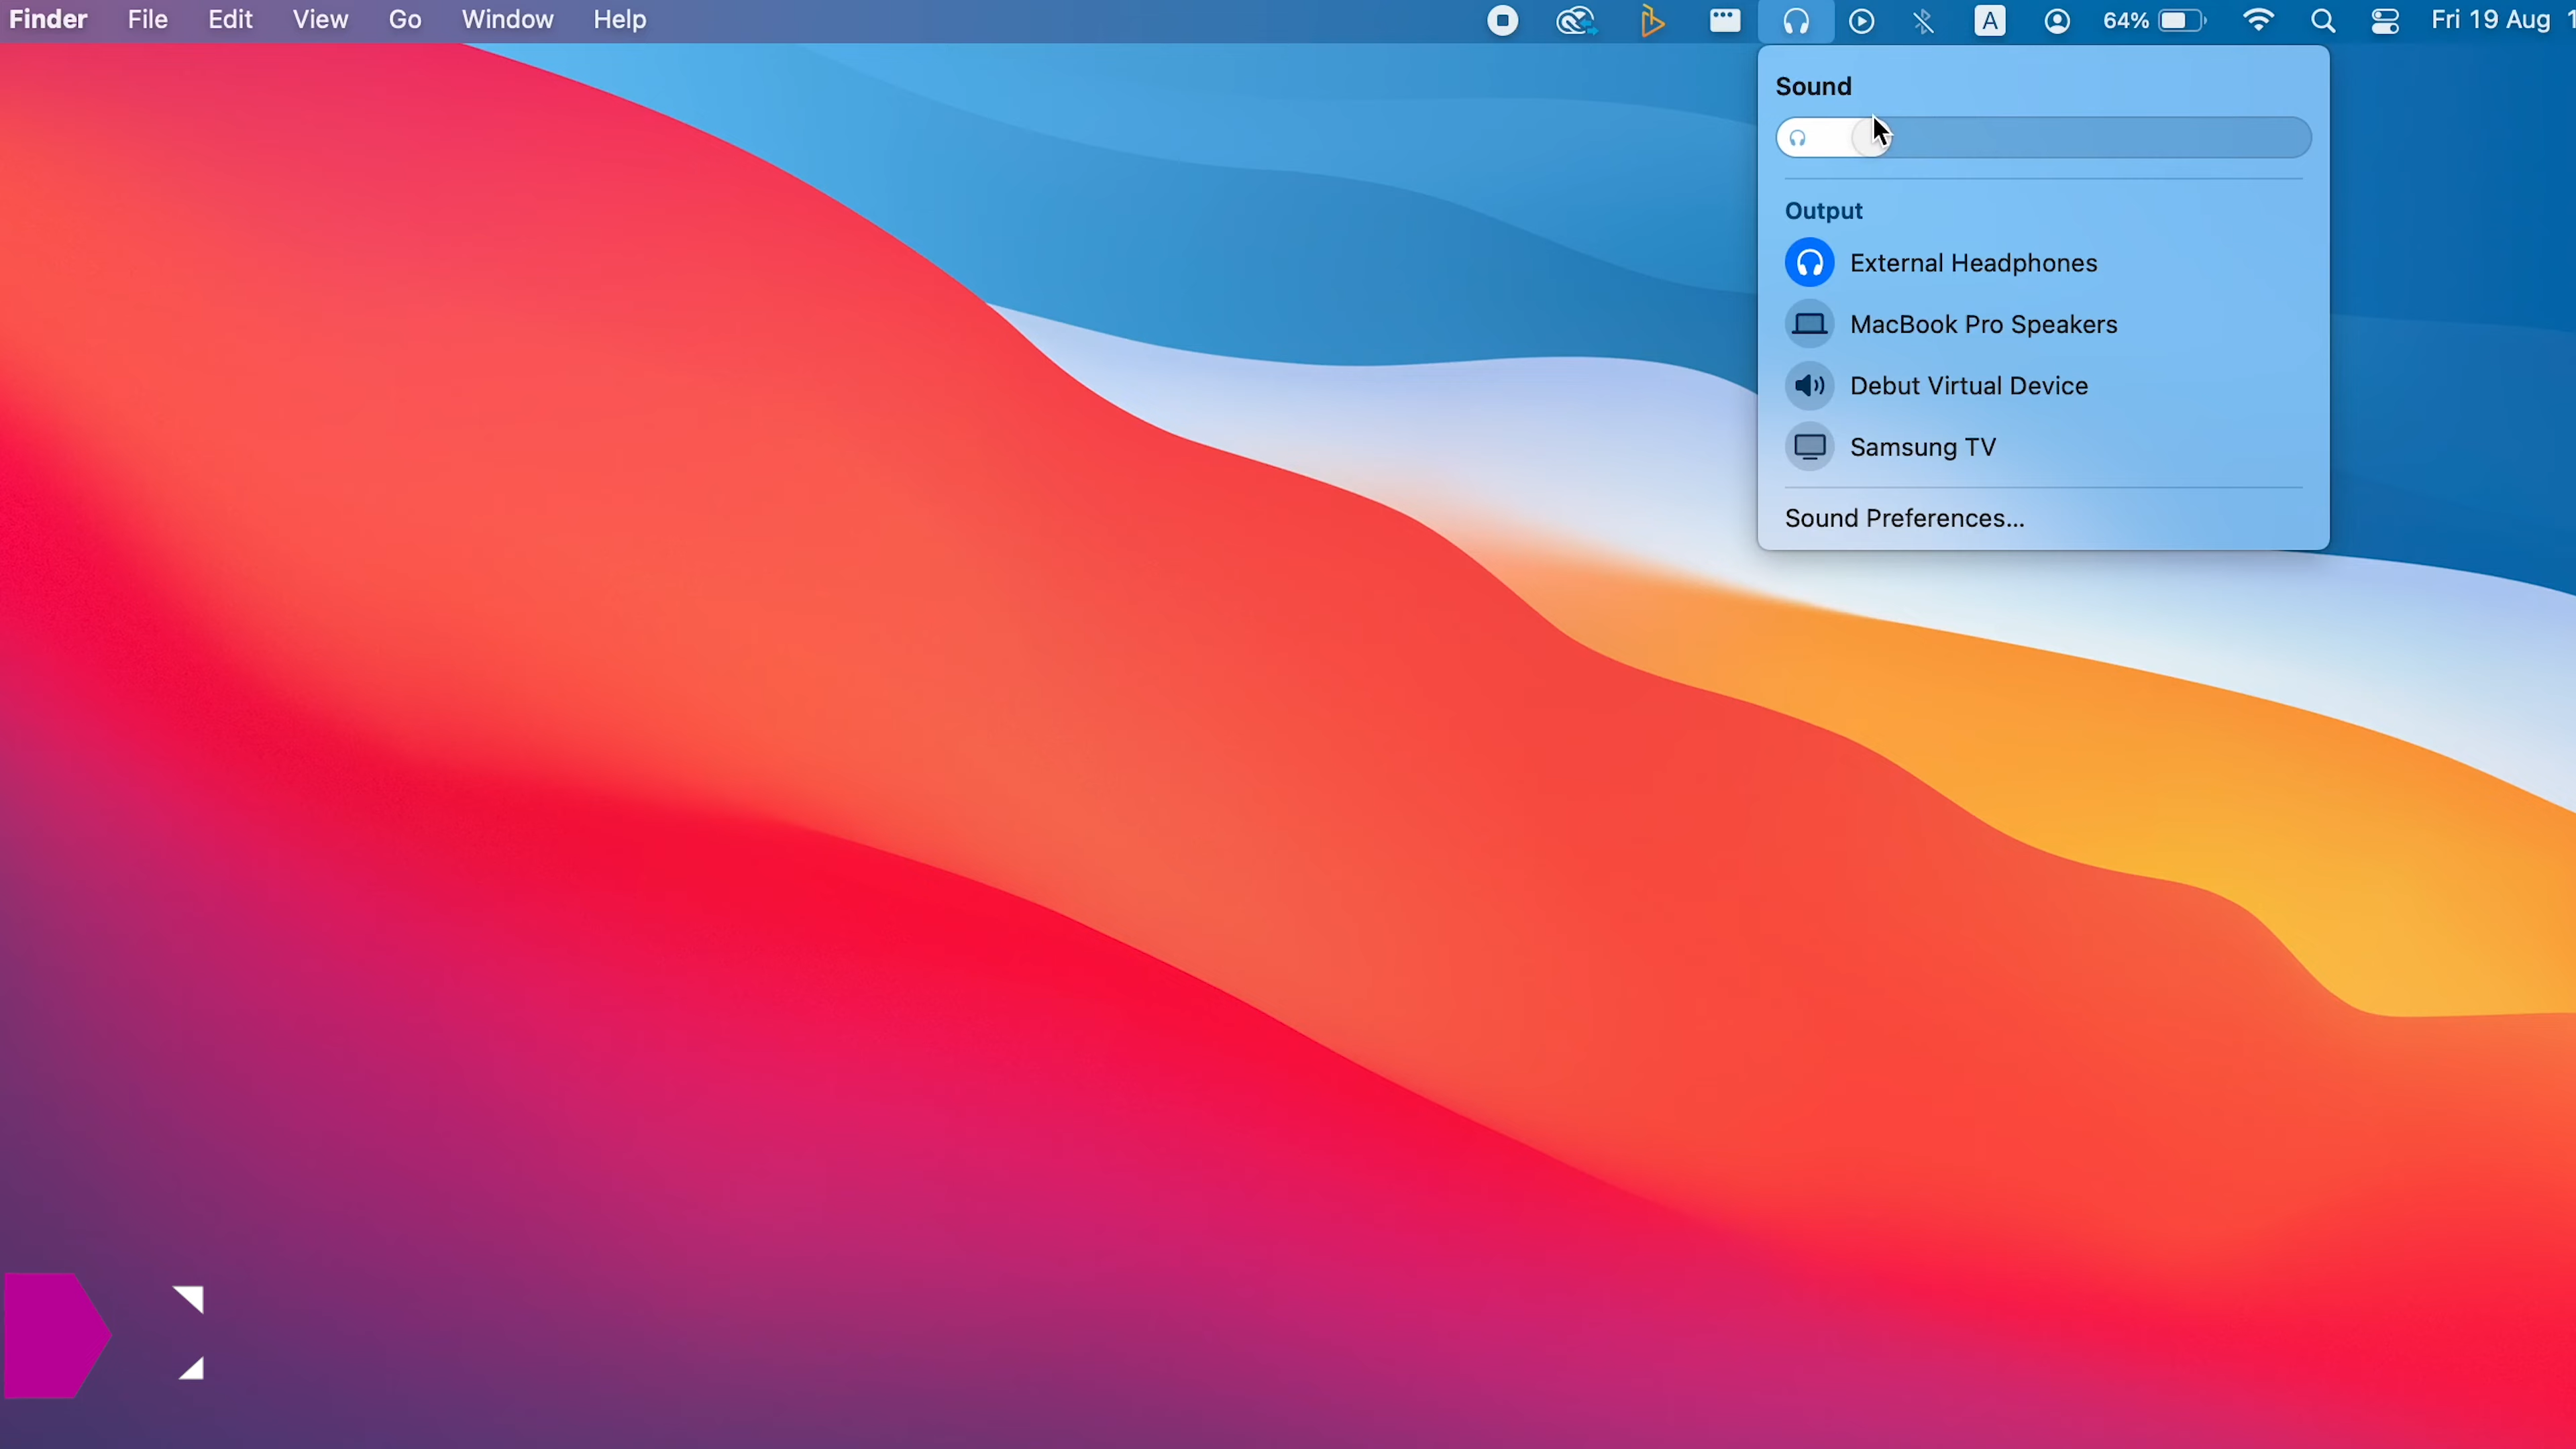 Finder File Edit View Go Window Help A 64% Fri 19 Aug
Sound
Output
External Headphones
MacBook Pro Speakers
Debut Virtual Device
Samsung TV
Sound Preferences...